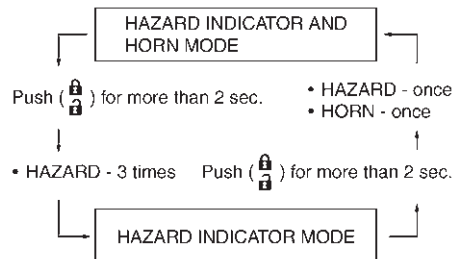 HAZARD INDICATOR AND
HORN MODE
Push ( ) for more than 2 sec.
• HAZARD - once
• HORN - once
• HAZARD - 3 times
Push ( ) for more than 2 sec.
HAZARD INDICATOR MODE